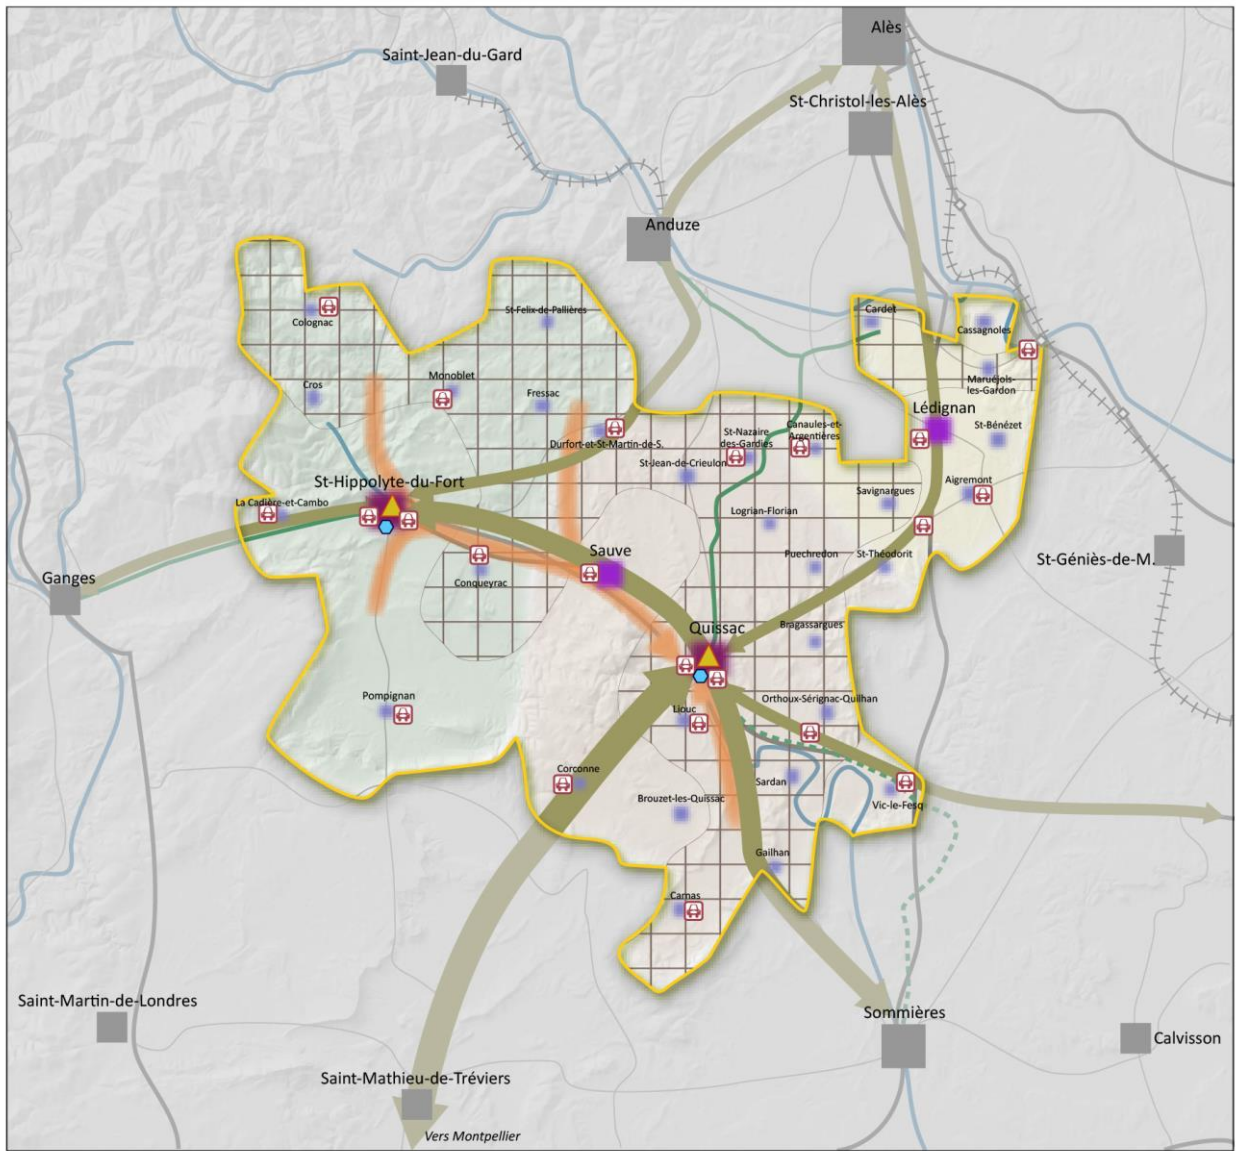 Alès
Saint-Jean-du-Gard
St-Christol-les-Alès
Anduze
Colognac
St-Felix-de-Pallières
Cardet
Cassagnoles
Cros
Monoblet
Fressac
Maruéjols-
les-Gardon
Lédignan
Durfort-et-St-Martin-de-S.
St-Nazaire
des-Gardies
Canaules-et-
Argentières
St-Bénézet
St-Jean-de-Crieulon
St-Hippolyte-du-Fort
Aigremont
La Cadière-et-Cambo
Savignargues
Logrian-Florian
Sauve
Puechredon
St-Théodorit
St-Géniès-de-M.
Ganges
Conqueyrac
Quissac
Bragassargues
Pompignan
Orthoux-Sérignac-Quilhan
Liouc
Corconne
Sardan
Brouzet-les-Quissac
Vic-le-Fesq
Gailhan
Carnas
Saint-Martin-de-Londres
Sommières
Calvisson
Saint-Mathieu-de-Tréviers
Vers Montpellier